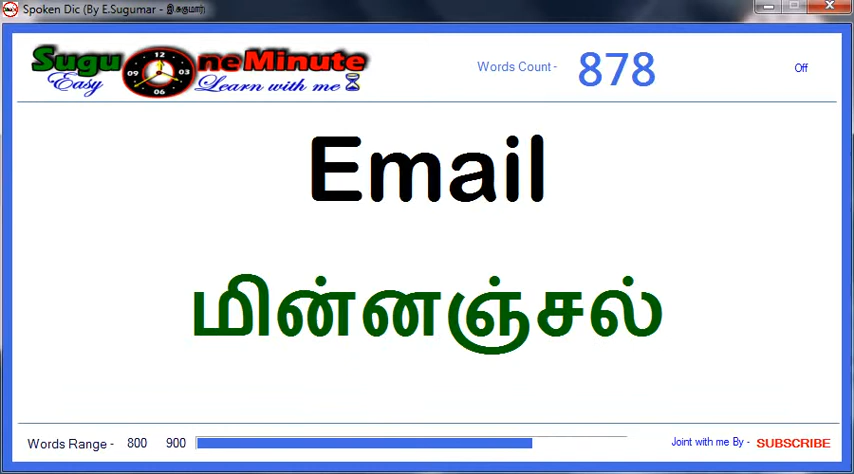 Spoken Dic (By E.Sugumar - இ.சுகுமார்)
Sugu One Minute
12 03 06 09
Easy Learn with me
Words Count - 878
Off
Email
மின்னஞ்சல்
Words Range - 800 900
Joint with me By - SUBSCRIBE